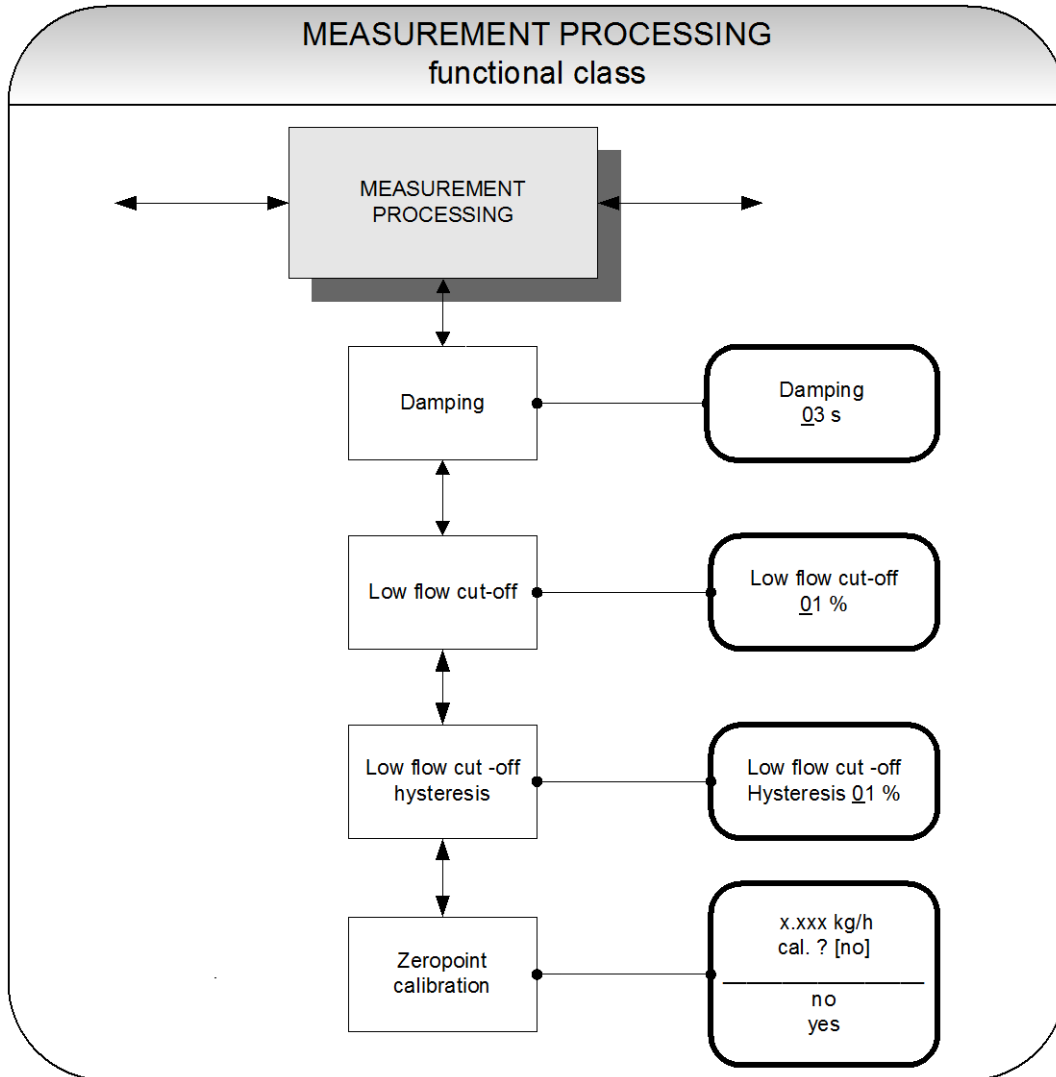 MEASUREMENT PROCESSING
functional class
MEASUREMENT
PROCESSING
Damping
Damping
03 s
Low flow cut-off
Low flow cut-off
01 %
Low flow cut -off
hysteresis
Low flow cut -off
Hysteresis 01 %
Zeropoint
calibration
x.xxx kg/h
cal. ? [no]
no
yes